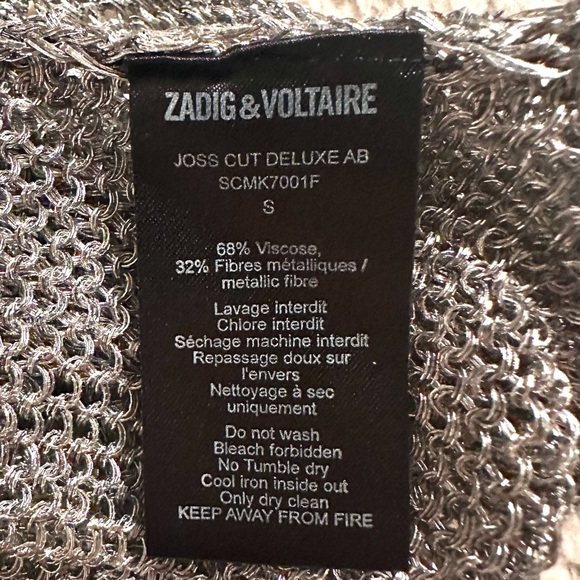 ZADIG&VOLTAIRE
JOSS CUT DELUXE AB
SCMK7001F
S
68% Viscose,
32% Fibres métalliques /
metallic fibre
Lavage interdit
Chlore interdit
Séchage machine interdit
Repassage doux sur
l'envers
Nettoyage à sec
uniquement
Do not wash
Bleach forbidden
No Tumble dry
Cool iron inside out
Only dry clean
KEEP AWAY FROM FIRE